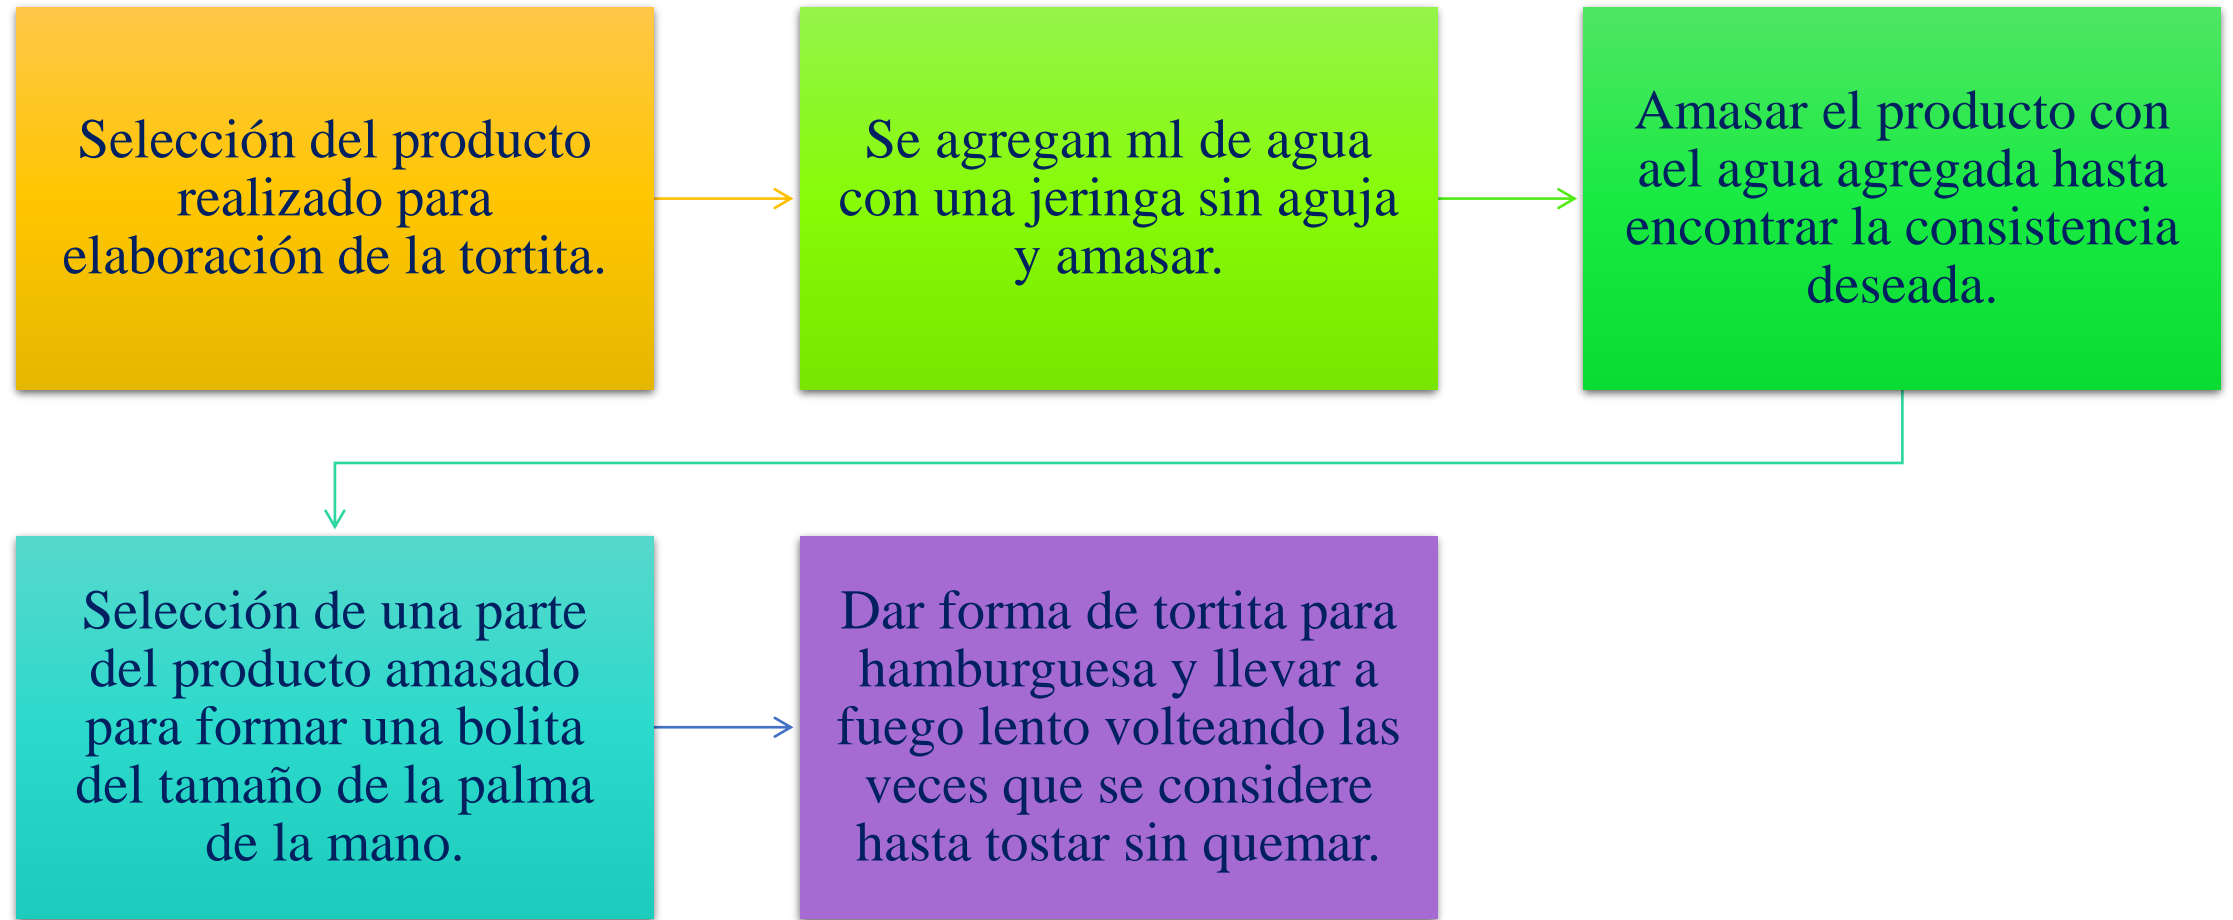 Selección del producto
realizado para
elaboración de la tortita.
Se agregan ml de agua
con una jeringa sin aguja
y amasar.
Amasar el producto con
ael agua agregada hasta
encontrar la consistencia
deseada.
Selección de una parte
del producto amasado
para formar una bolita
del tamaño de la palma
de la mano.
Dar forma de tortita para
hamburguesa y llevar a
fuego lento volteando las
veces que se considere
hasta tostar sin quemar.